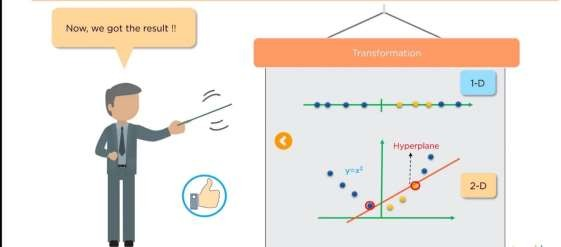 Now, we got the result !!
Transformation
1-D
Hyperplane
y=x²
2-D